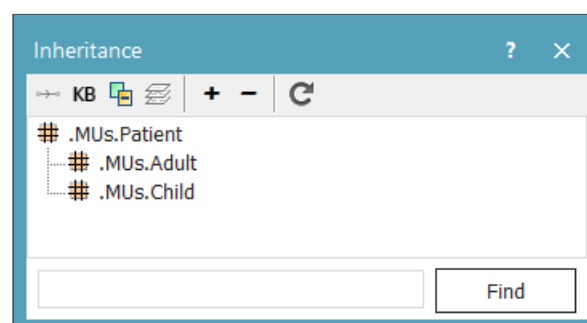 Inheritance ? ×
KB + −
.MUs.Patient
.MUs.Adult
.MUs.Child
Find